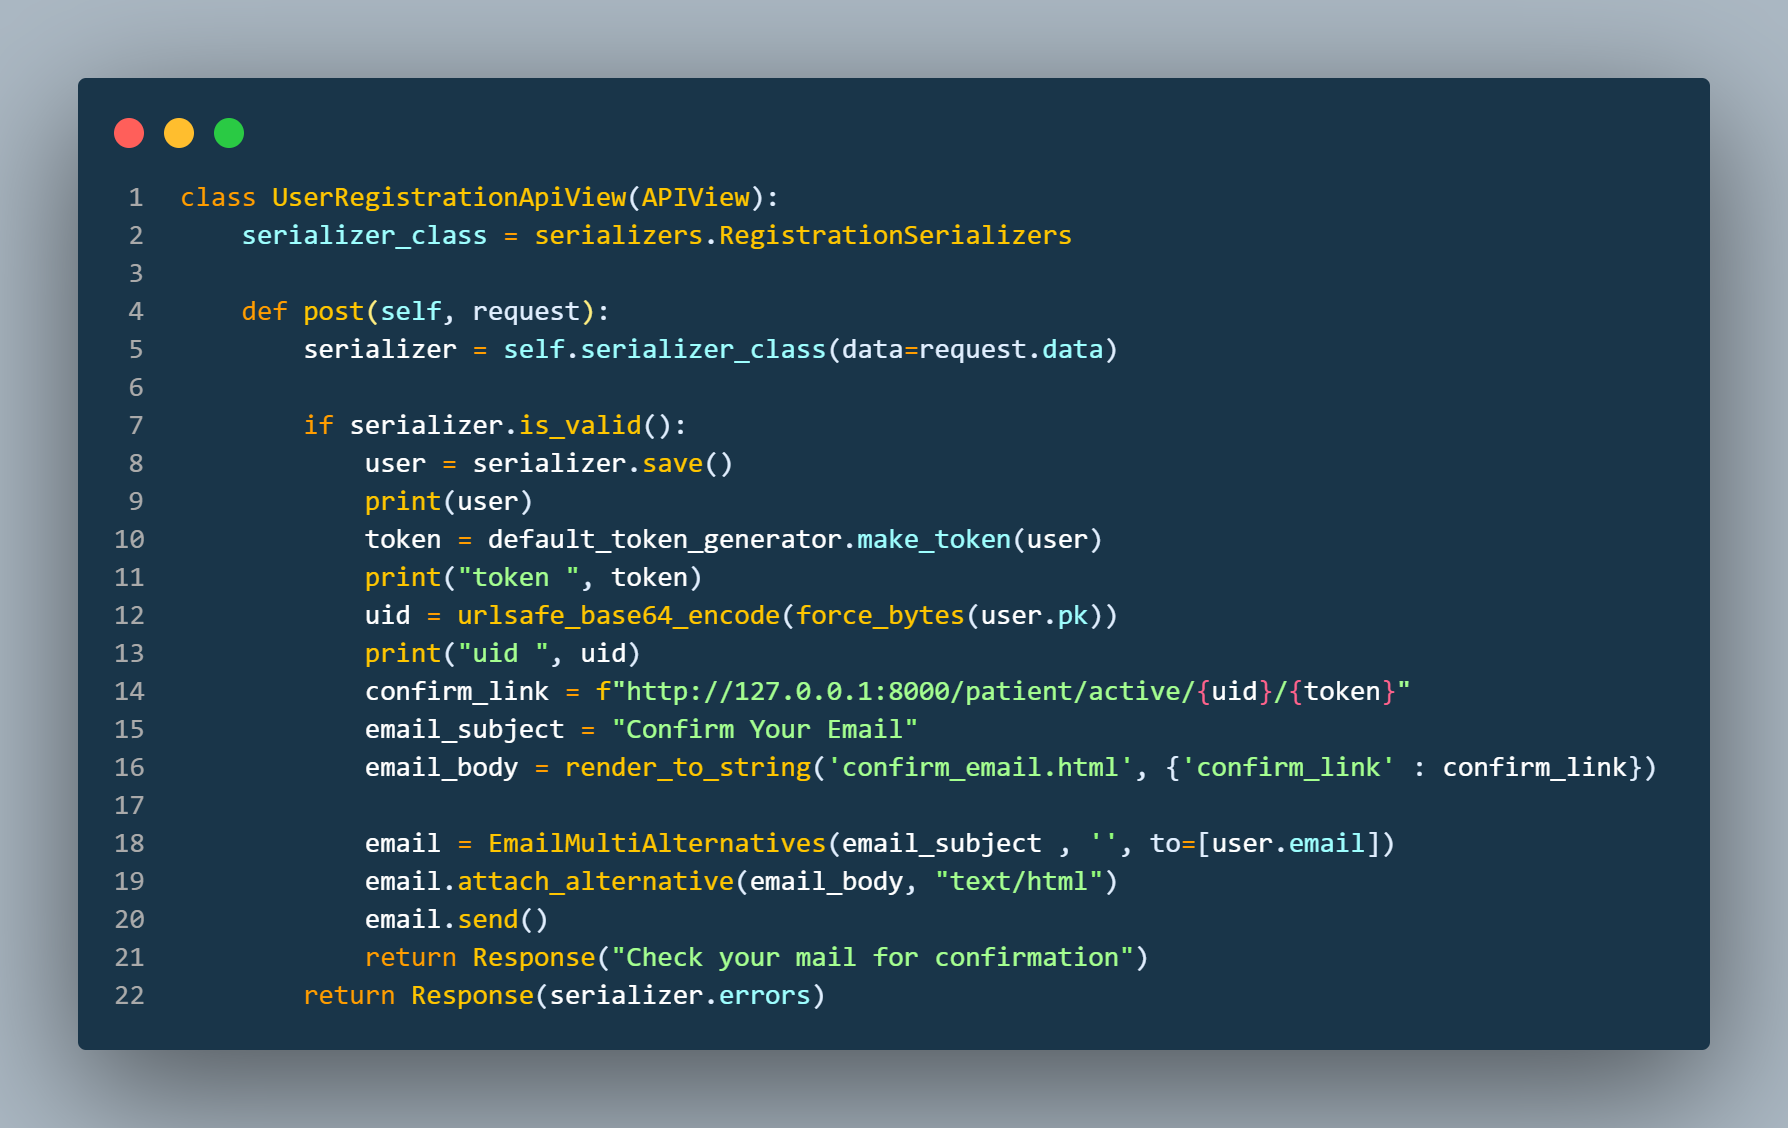 1 class UserRegistrationApiView(APIView):
2     serializer_class = serializers.RegistrationSerializers
3
4     def post(self, request):
5         serializer = self.serializer_class(data=request.data)
6
7         if serializer.is_valid():
8             user = serializer.save()
9             print(user)
10             token = default_token_generator.make_token(user)
11             print("token ", token)
12             uid = urlsafe_base64_encode(force_bytes(user.pk))
13             print("uid ", uid)
14             confirm_link = f"http://127.0.0.1:8000/patient/active/{uid}/{token}"
15             email_subject = "Confirm Your Email"
16             email_body = render_to_string('confirm_email.html', {'confirm_link' : confirm_link})
17
18             email = EmailMultiAlternatives(email_subject , '', to=[user.email])
19             email.attach_alternative(email_body, "text/html")
20             email.send()
21             return Response("Check your mail for confirmation")
22         return Response(serializer.errors)